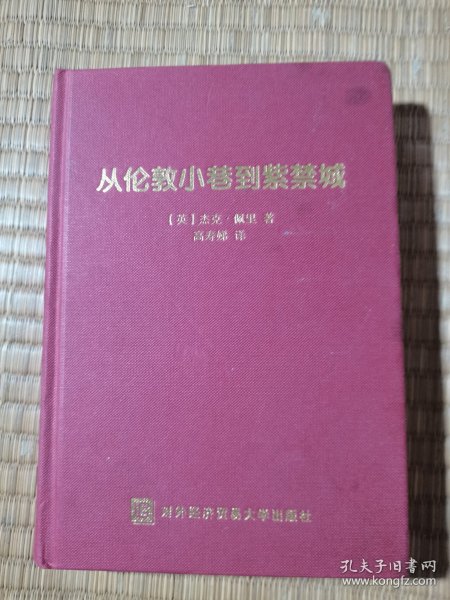 从伦敦小巷到紫禁城
［英］杰克·佩里 著
高寿娣 译
对外经济贸易大学出版社
孔夫子旧书网
www.kongfz.com